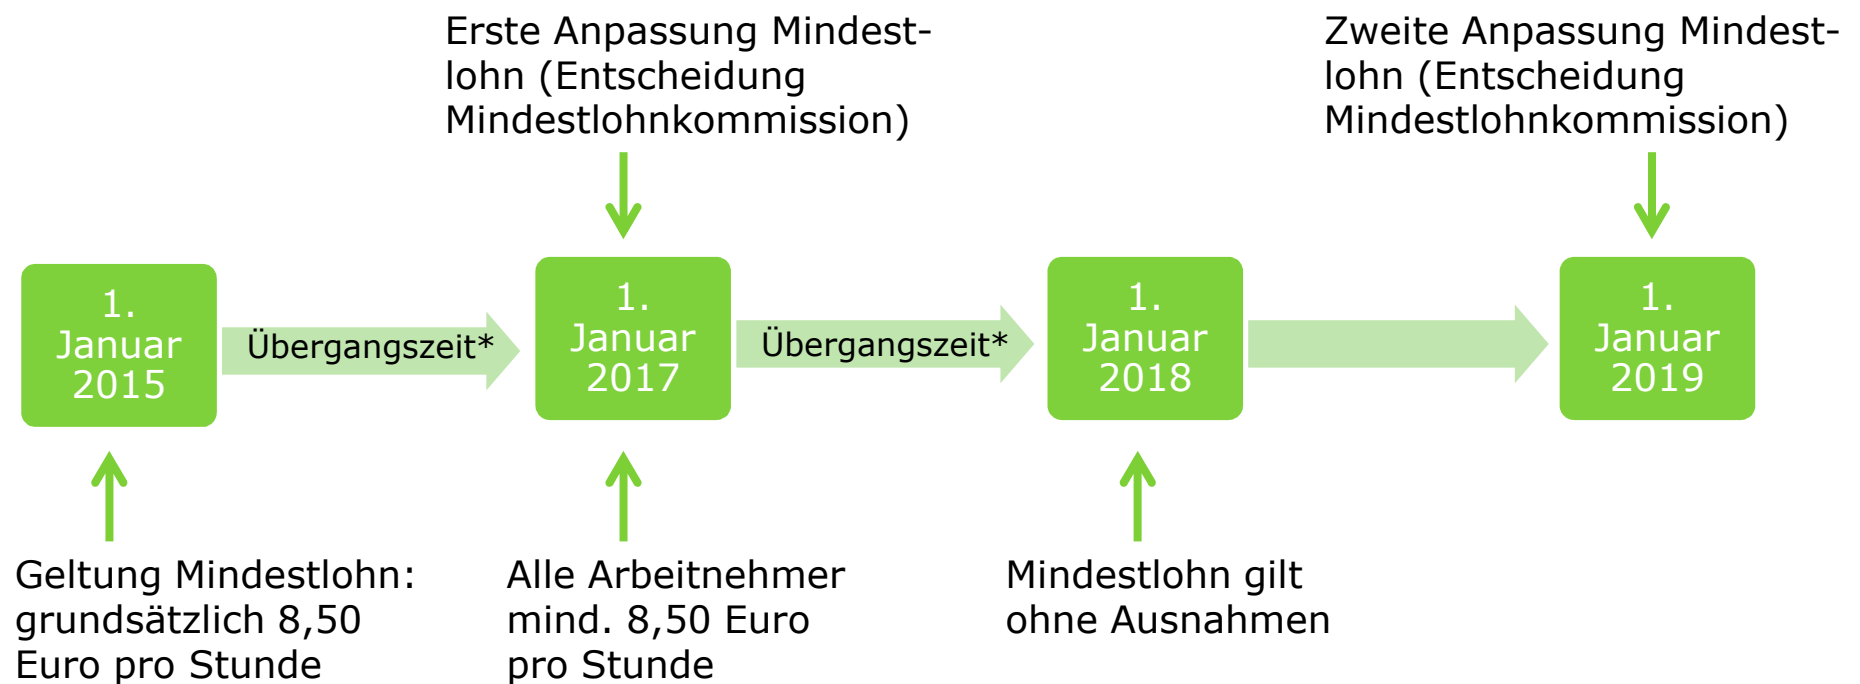 Erste Anpassung Mindest-
lohn (Entscheidung
Mindestlohnkommission)
Zweite Anpassung Mindest-
lohn (Entscheidung
Mindestlohnkommission)
1.
Januar
2015
Übergangszeit*
1.
Januar
2017
Übergangszeit*
1.
Januar
2018
1.
Januar
2019
Geltung Mindestlohn:
grundsätzlich 8,50
Euro pro Stunde
Alle Arbeitnehmer
mind. 8,50 Euro
pro Stunde
Mindestlohn gilt
ohne Ausnahmen